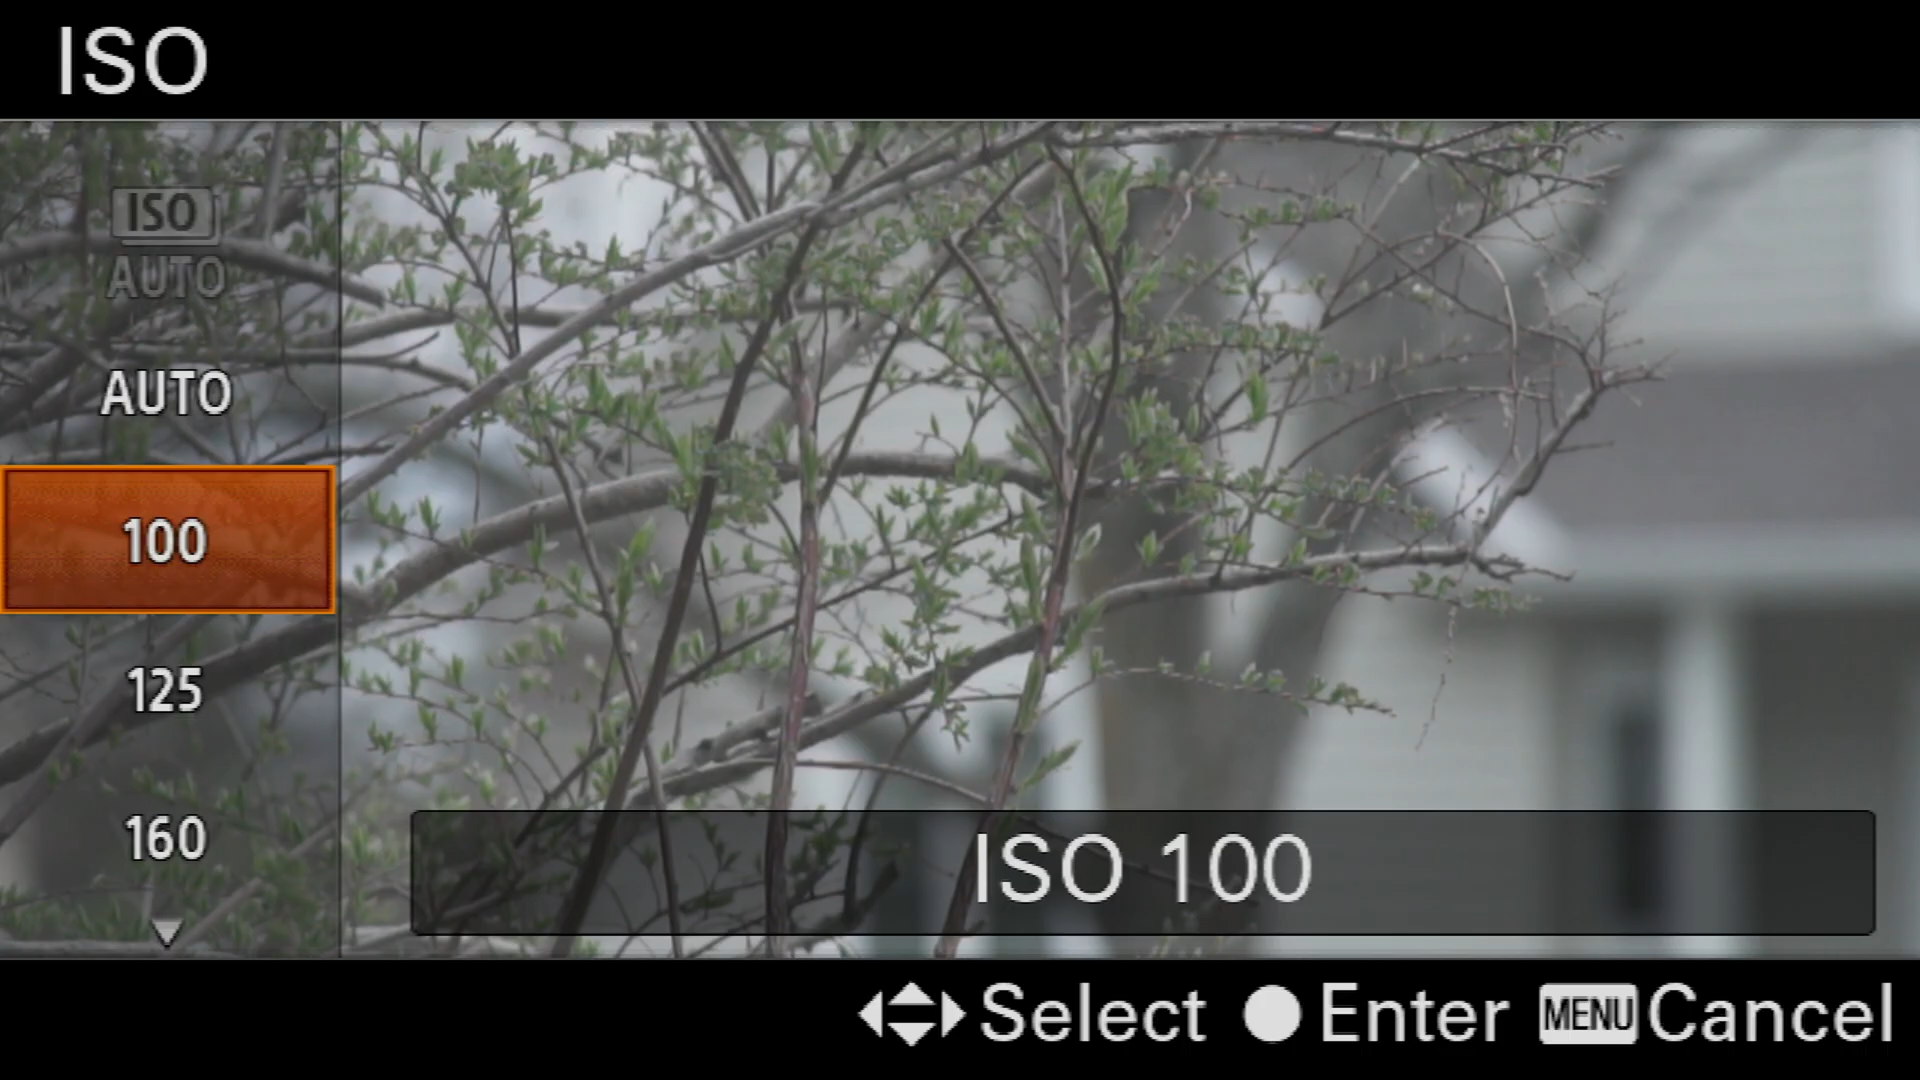 ISO
ISO
AUTO
AUTO
100
125
160
ISO 100
Select Enter MENU Cancel